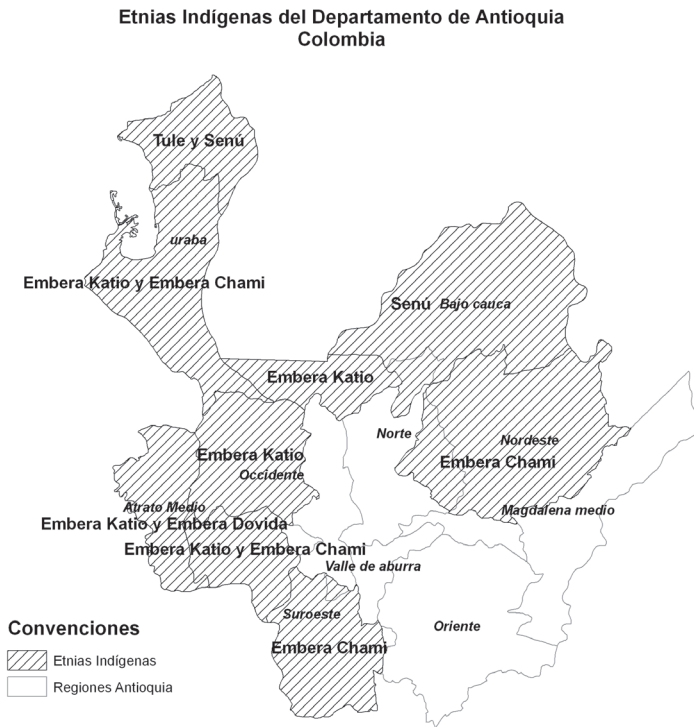 Etnias Indígenas del Departamento de Antioquia
Colombia
Tule y Senú
uraba
Embera Katio y Embera Chami
Senú
Bajo cauca
Embera Katio
Norte
Nordeste
Embera Katio
Embera Chami
Occidente
Atrato Medio
Magdalena medio
Embera Katio y Embera Dovida
Embera Katio y Embera Chami
Valle de aburra
Suroeste
Oriente
Embera Chami
Convenciones
Etnias Indígenas
Regiones Antioquia